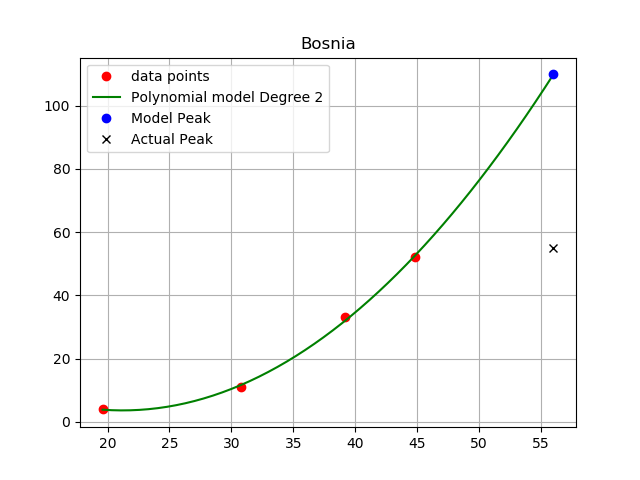 Bosnia
data points
Polynomial model Degree 2
Model Peak
Actual Peak
100
80
60
40
20
0
20 25 30 35 40 45 50 55